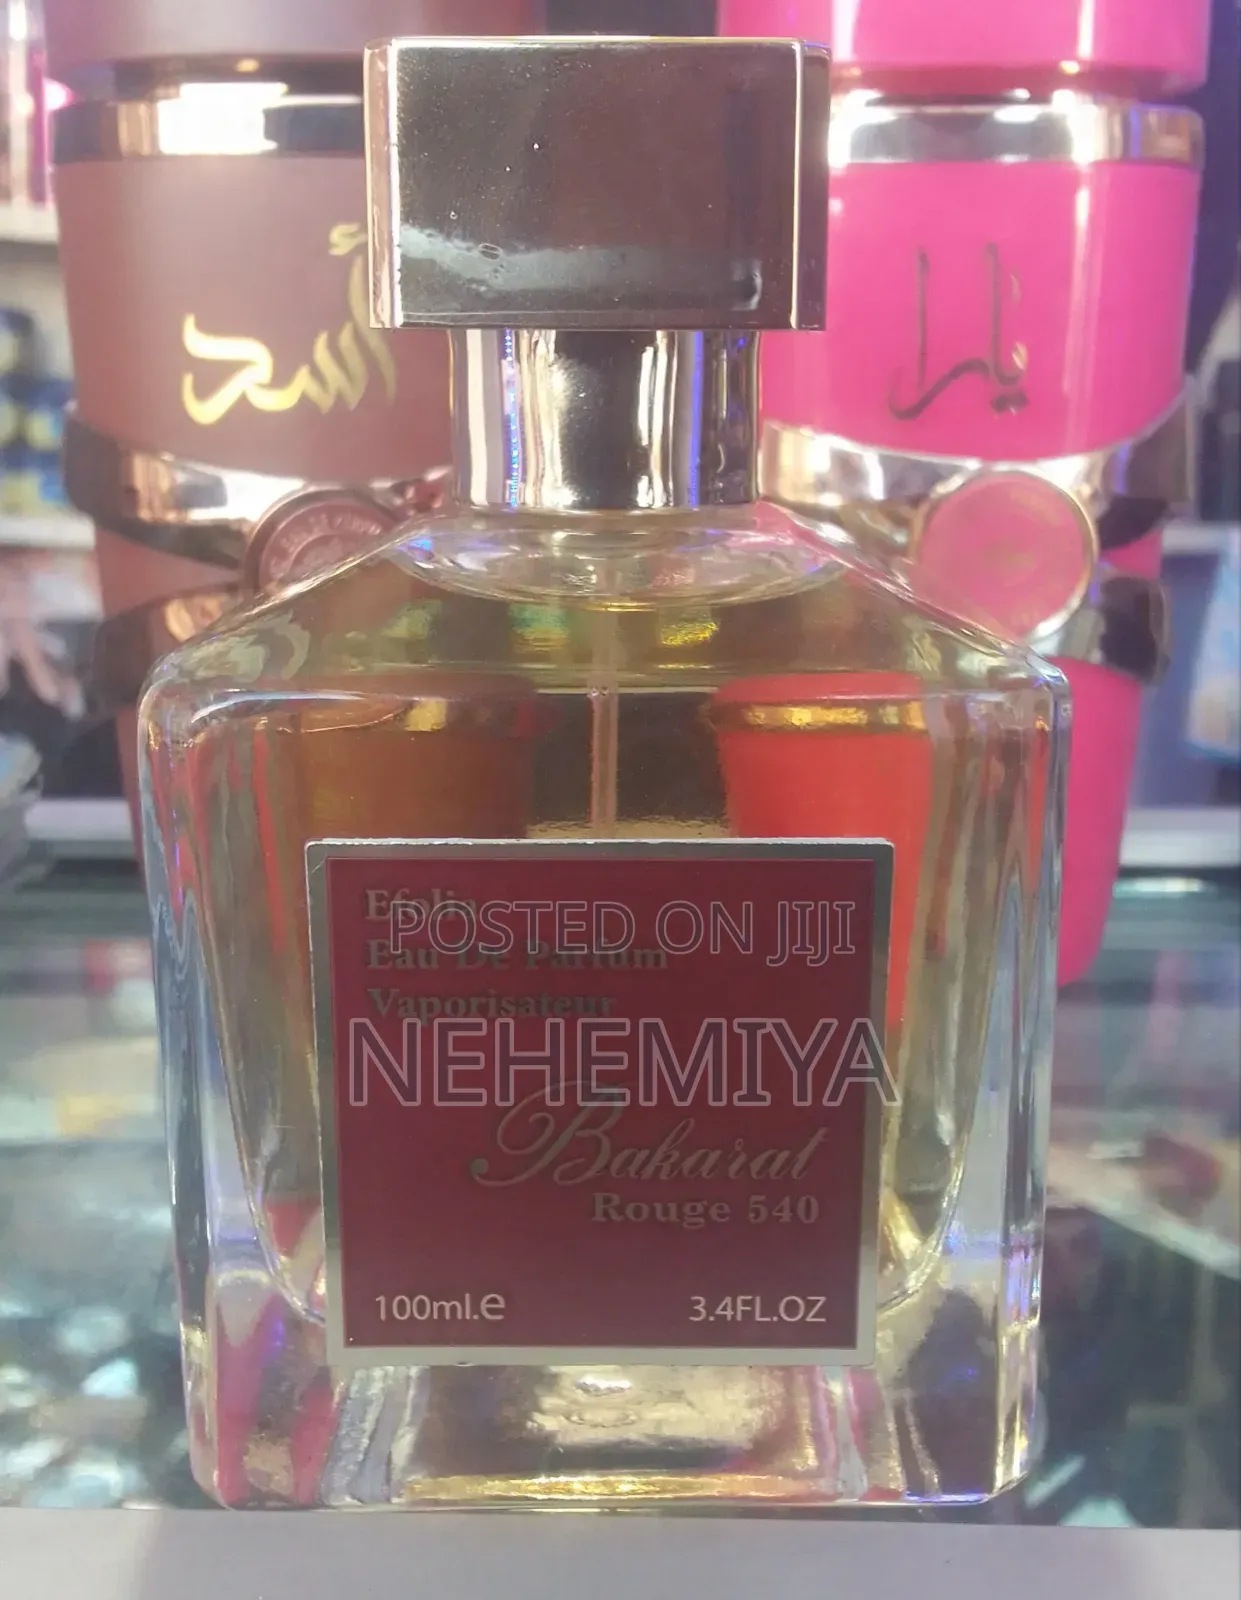 أسد
يارا
Efolia
Eau De Parfum
Vaporisateur
POSTED ON JIJI
NEHEMIYA
Bakarat
Rouge 540
100ml.e
3.4FL.OZ